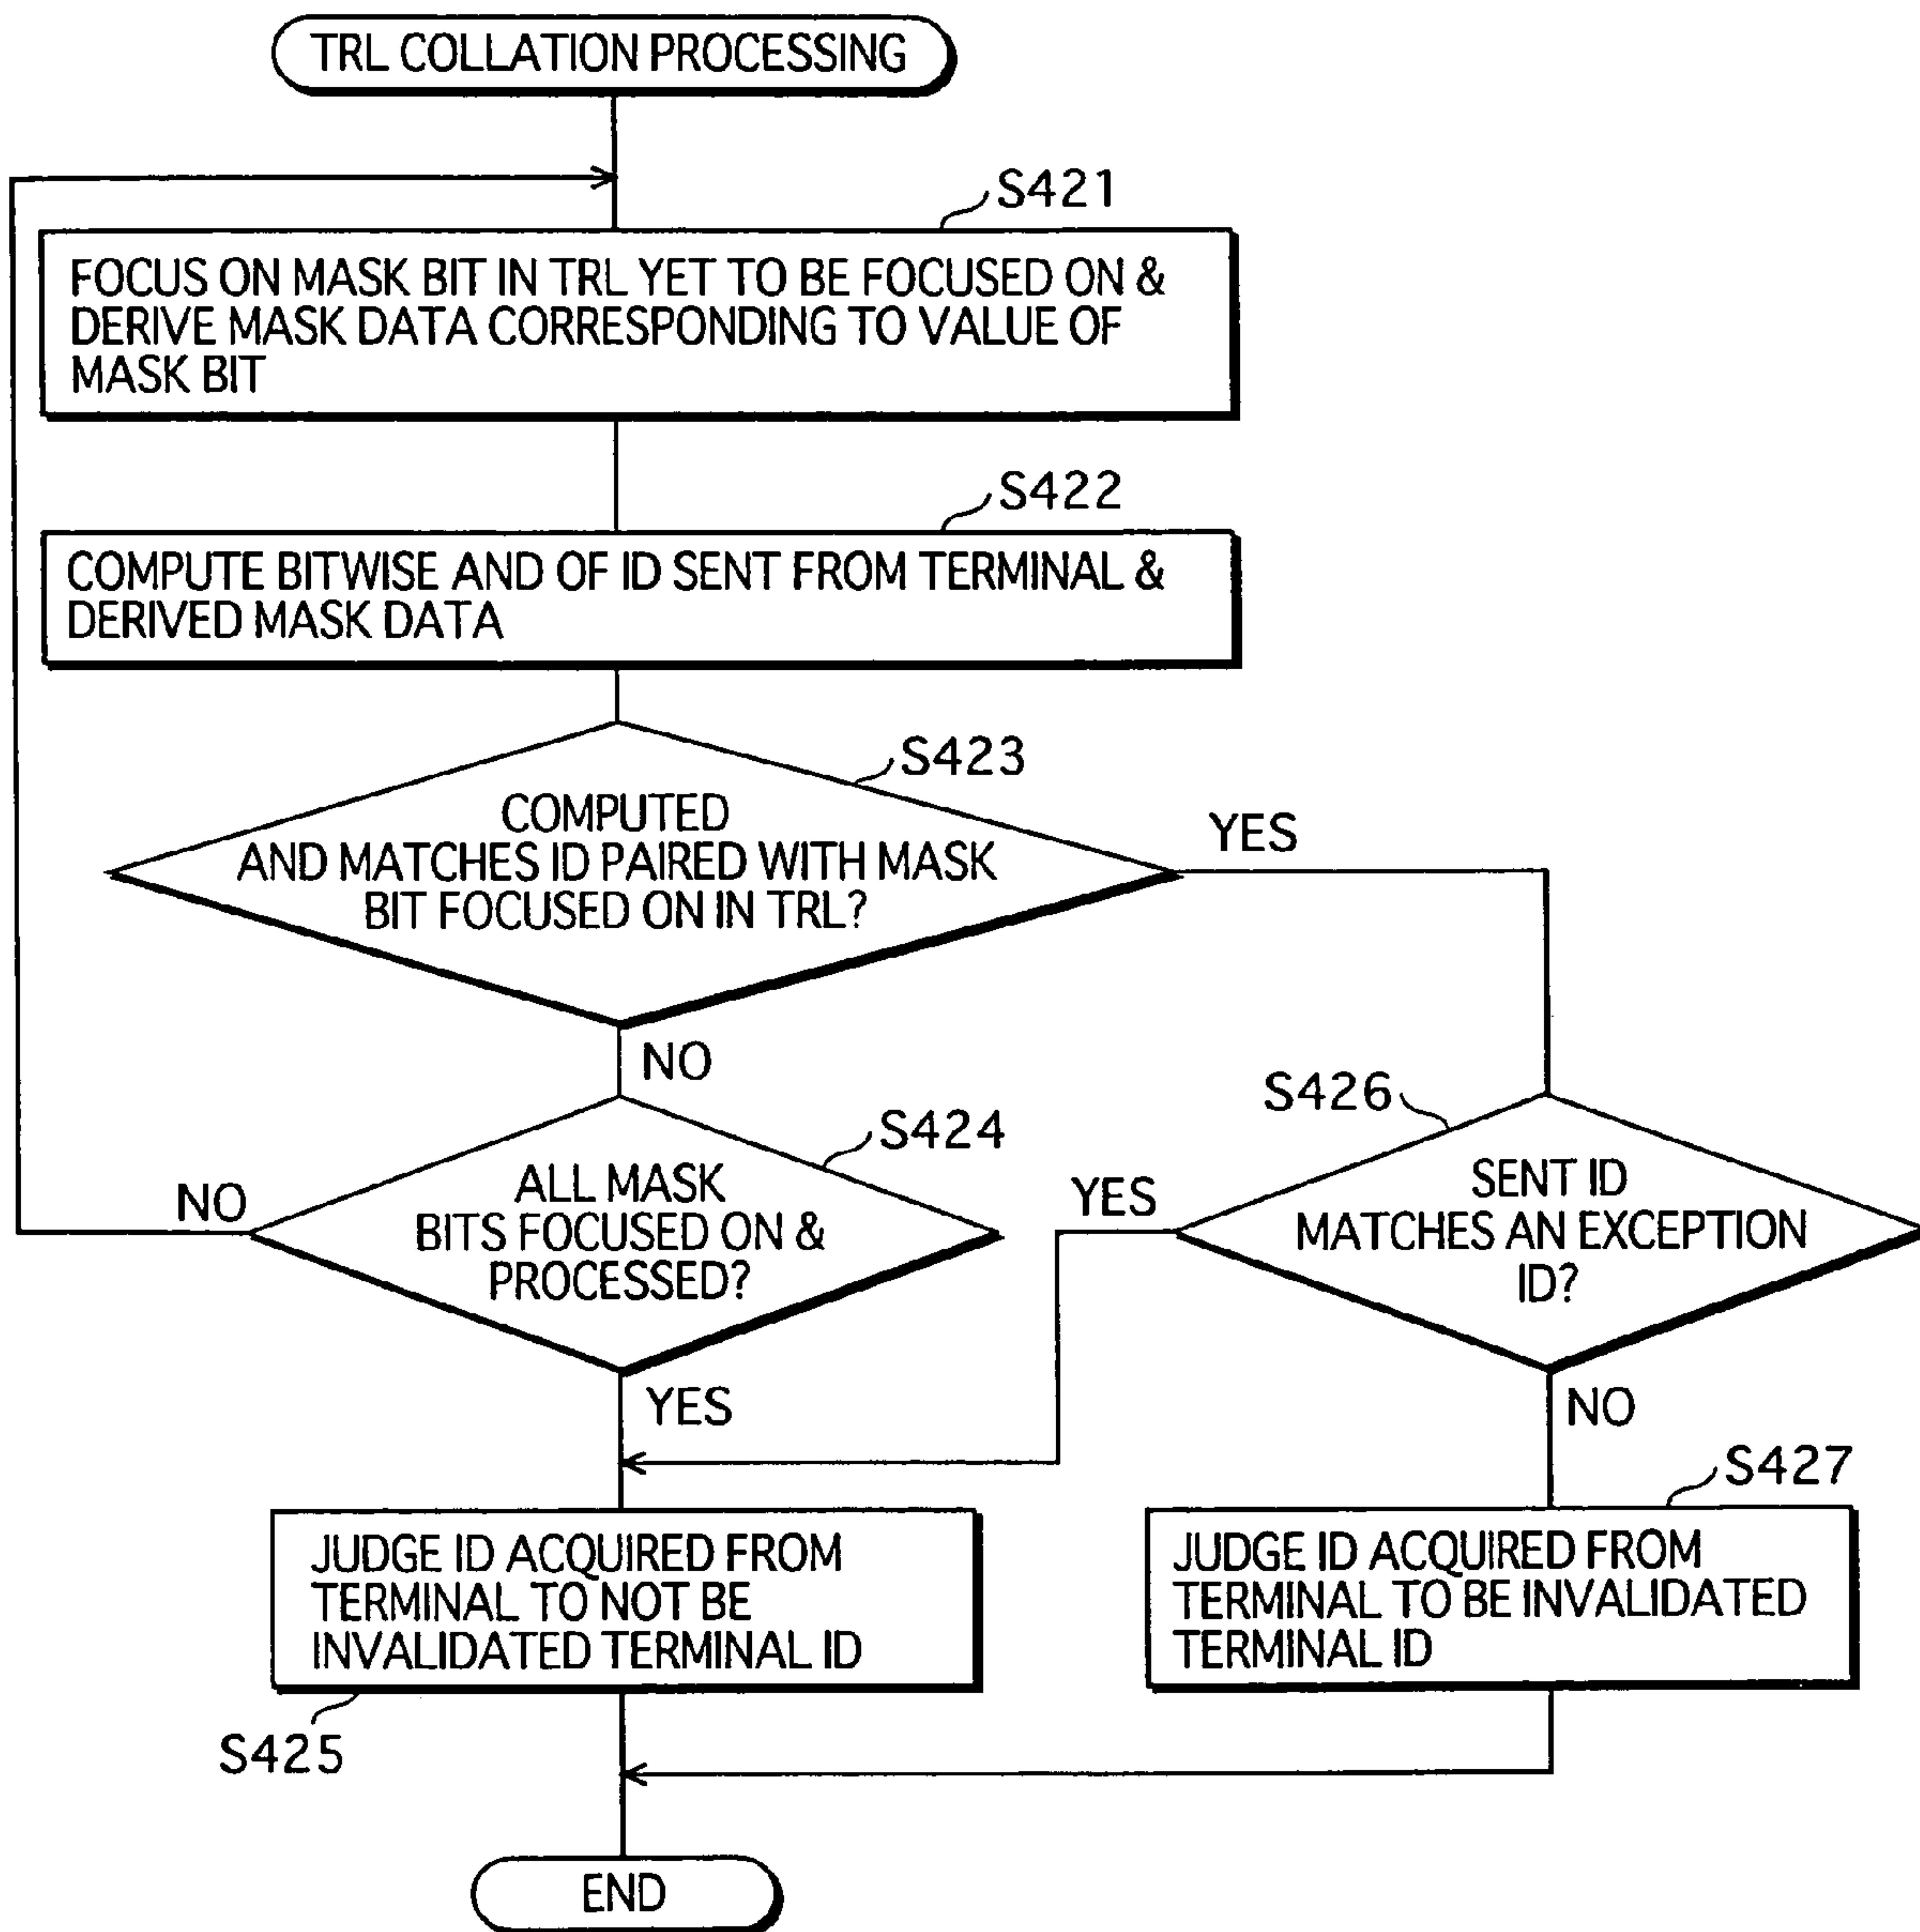 TRL COLLATION PROCESSING
S421
FOCUS ON MASK BIT IN TRL YET TO BE FOCUSED ON &
DERIVE MASK DATA CORRESPONDING TO VALUE OF
MASK BIT
S422
COMPUTE BITWISE AND OF ID SENT FROM TERMINAL &
DERIVED MASK DATA
S423
COMPUTED
AND MATCHES ID PAIRED WITH MASK
BIT FOCUSED ON IN TRL?
YES
NO
S424
ALL MASK
BITS FOCUSED ON &
PROCESSED?
NO
YES
S426
SENT ID
MATCHES AN EXCEPTION
ID?
YES
NO
JUDGE ID ACQUIRED FROM
TERMINAL TO NOT BE
INVALIDATED TERMINAL ID
S425
S427
JUDGE ID ACQUIRED FROM
TERMINAL TO BE INVALIDATED
TERMINAL ID
END